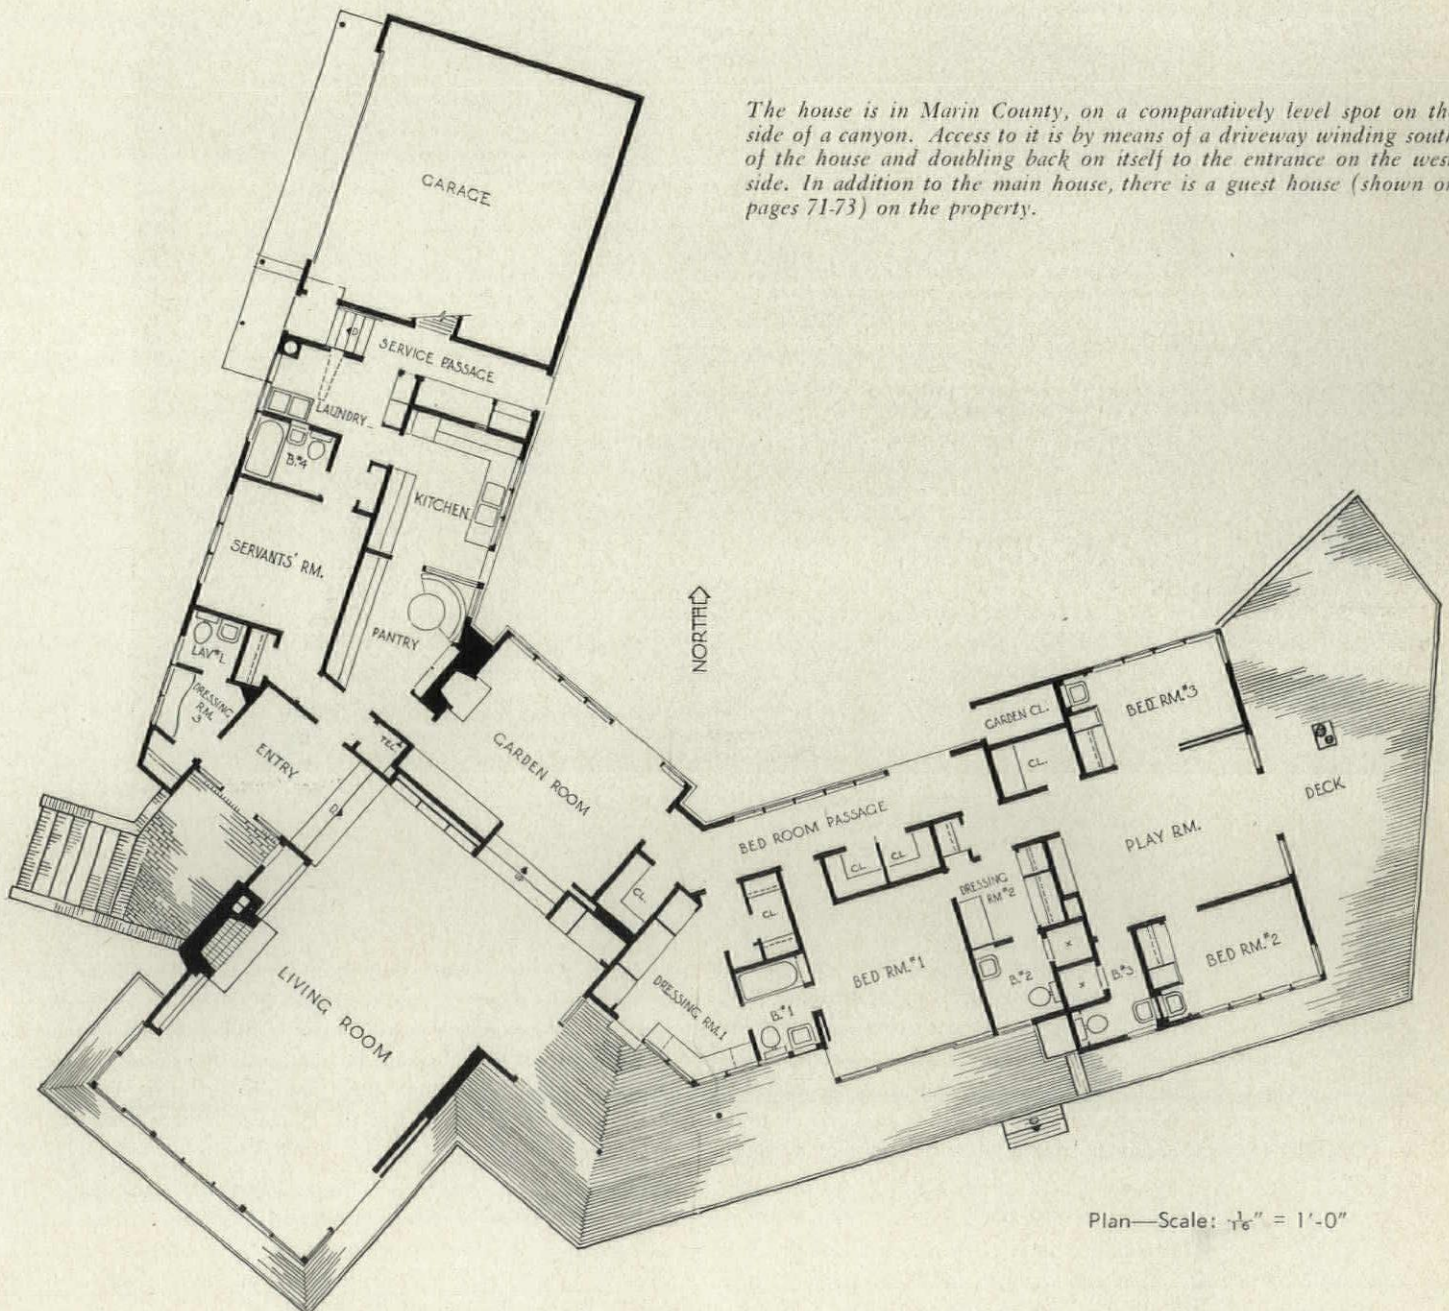 The house is in Marin County, on a comparatively level spot on th
side of a canyon. Access to it is by means of a driveway winding sout
of the house and doubling back on itself to the entrance on the wes
side. In addition to the main house, there is a guest house (shown o
pages 71-73) on the property.
GARAGE
SERVICE PASSAGE
D
LAUNDRY
B.#4
KITCHEN
SERVANTS' RM.
PANTRY
LAV#1.
DRESSING
RM.
3
ENTRY
TEL.
D
GARDEN ROOM
UP
CL
LIVING ROOM
NORTH
BED ROOM PASSAGE
GARDEN CL.
CL.
BED RM.#3
DECK
PLAY RM.
CL
CL
CL
DRESSING
RM#2
DRESSING RM.1
B.#1
BED RM.#1
B.#2
X
X
B.#3
BED RM.#2
D
Plan—Scale: 1/16" = 1'-0"